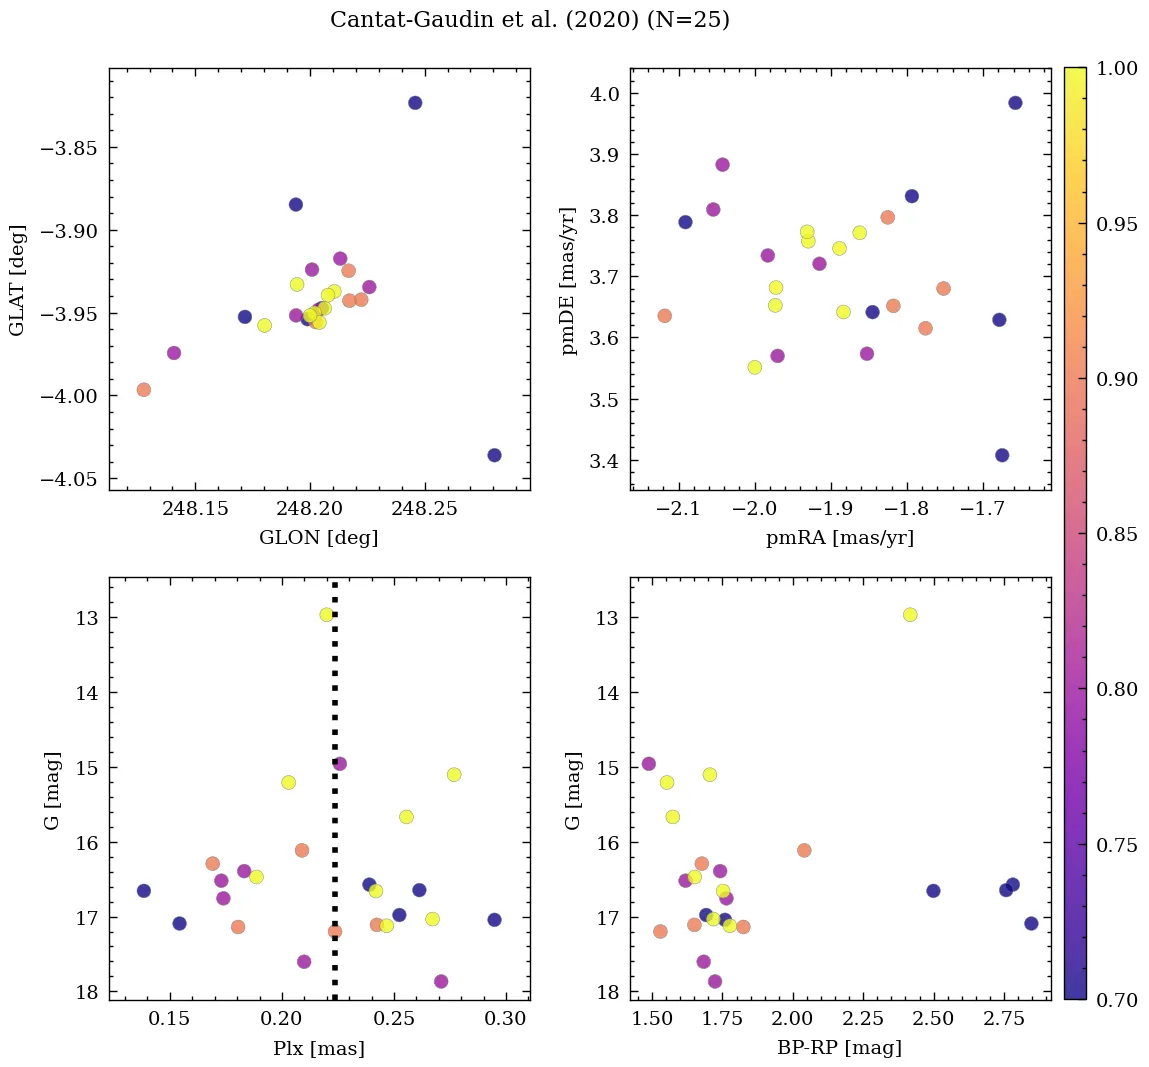 Cantat-Gaudin et al. (2020) (N=25)
−3.85
−3.90
−3.95
−4.00
−4.05
GLAT [deg]
248.15 248.20 248.25
GLON [deg]
4.0
3.9
3.8
3.7
3.6
3.5
3.4
pmDE [mas/yr]
−2.1 −2.0 −1.9 −1.8 −1.7
pmRA [mas/yr]
13
14
15
16
17
18
G [mag]
0.15 0.20 0.25 0.30
Plx [mas]
13
14
15
16
17
18
G [mag]
1.50 1.75 2.00 2.25 2.50 2.75
BP-RP [mag]
1.00
0.95
0.90
0.85
0.80
0.75
0.70